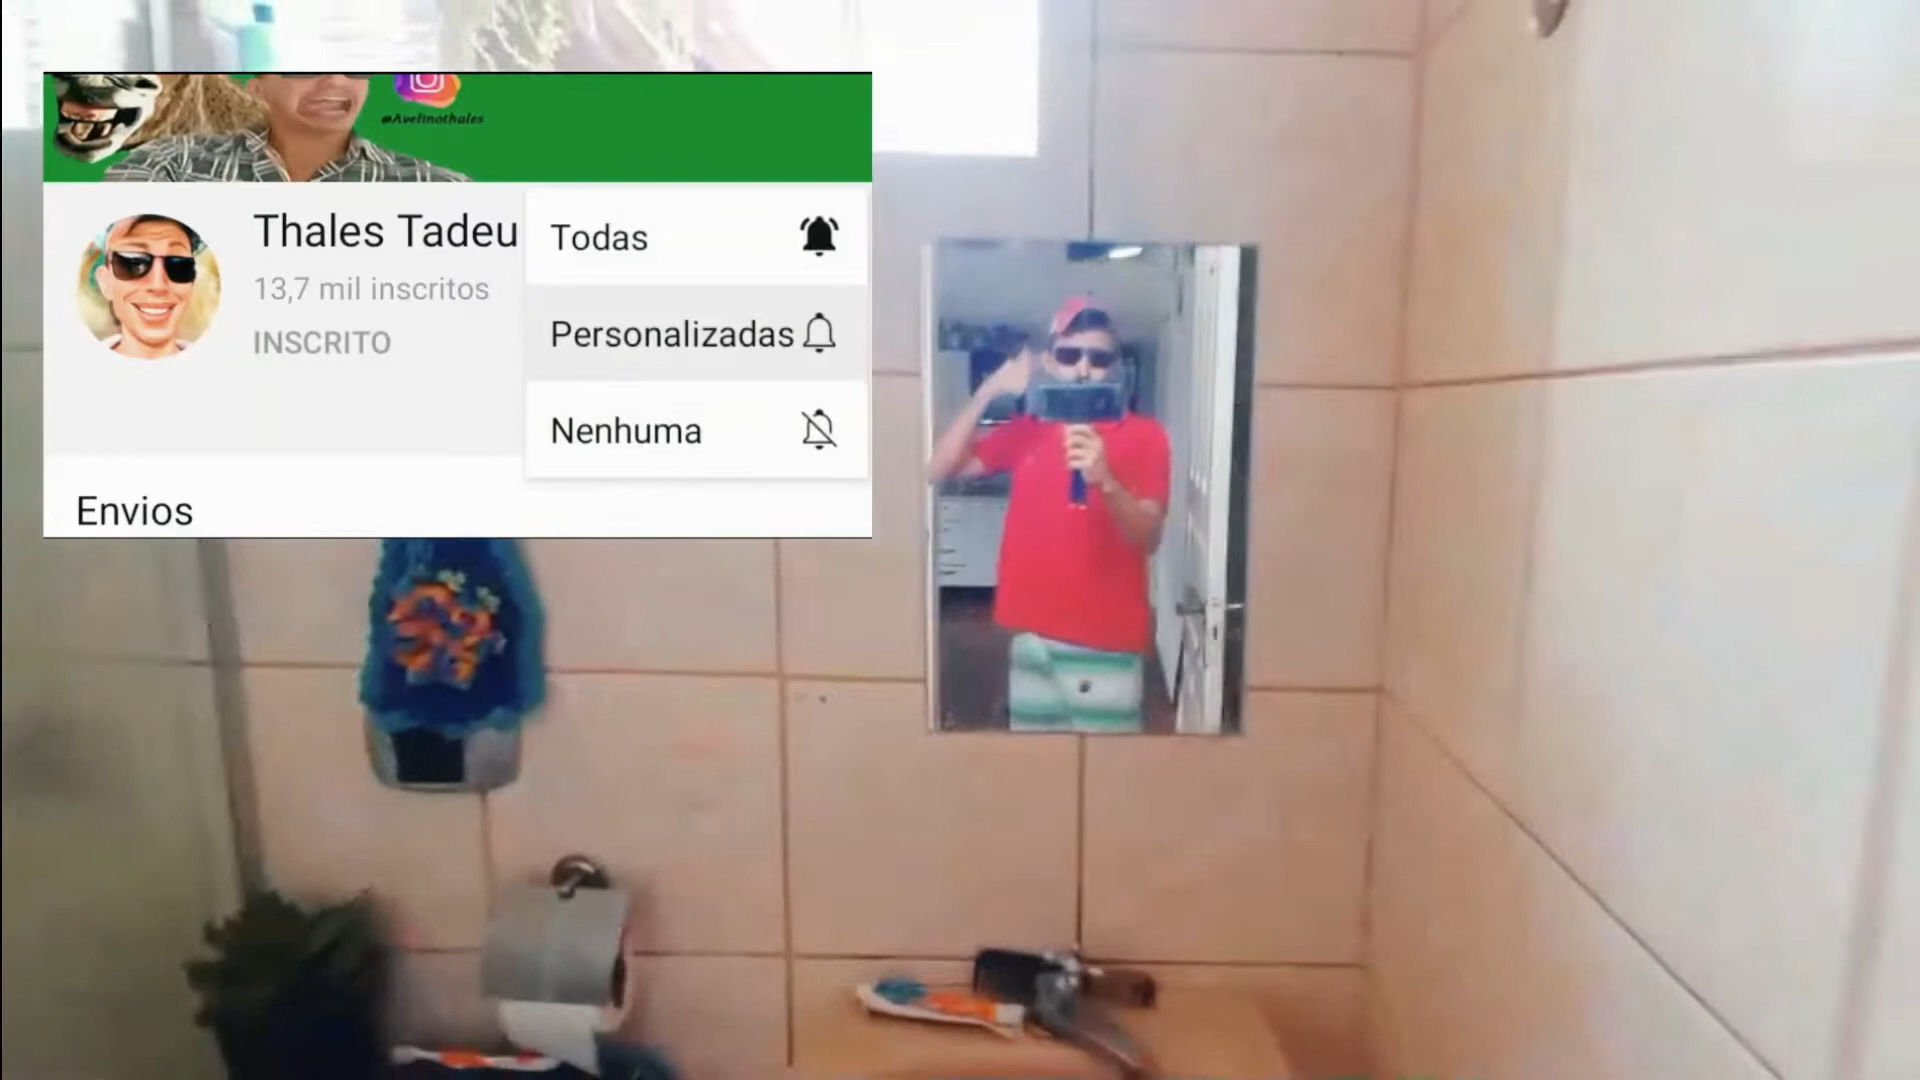 @Avelinothales
Thales Tadeu
13,7 mil inscritos
INSCRITO
Todas
Personalizadas
Nenhuma
Envios